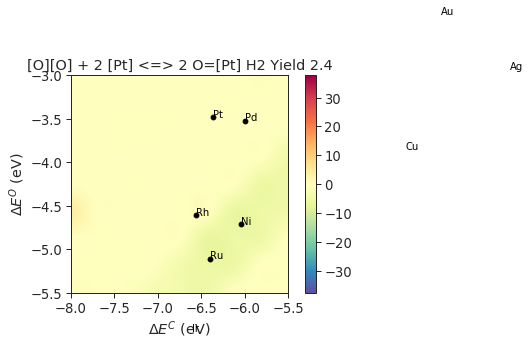 Au
Ag
[O][O] + 2 [Pt] <=> 2 O=[Pt] H2 Yield 2.4
−3.0
−3.5
−4.0
−4.5
−5.0
−5.5
ΔE^O (eV)
Pt
Pd
Rh
Ni
Ru
Cu
30
20
10
0
−10
−20
−30
−8.0 −7.5 −7.0 −6.5 −6.0 −5.5
ΔE^C (eV)
Ir